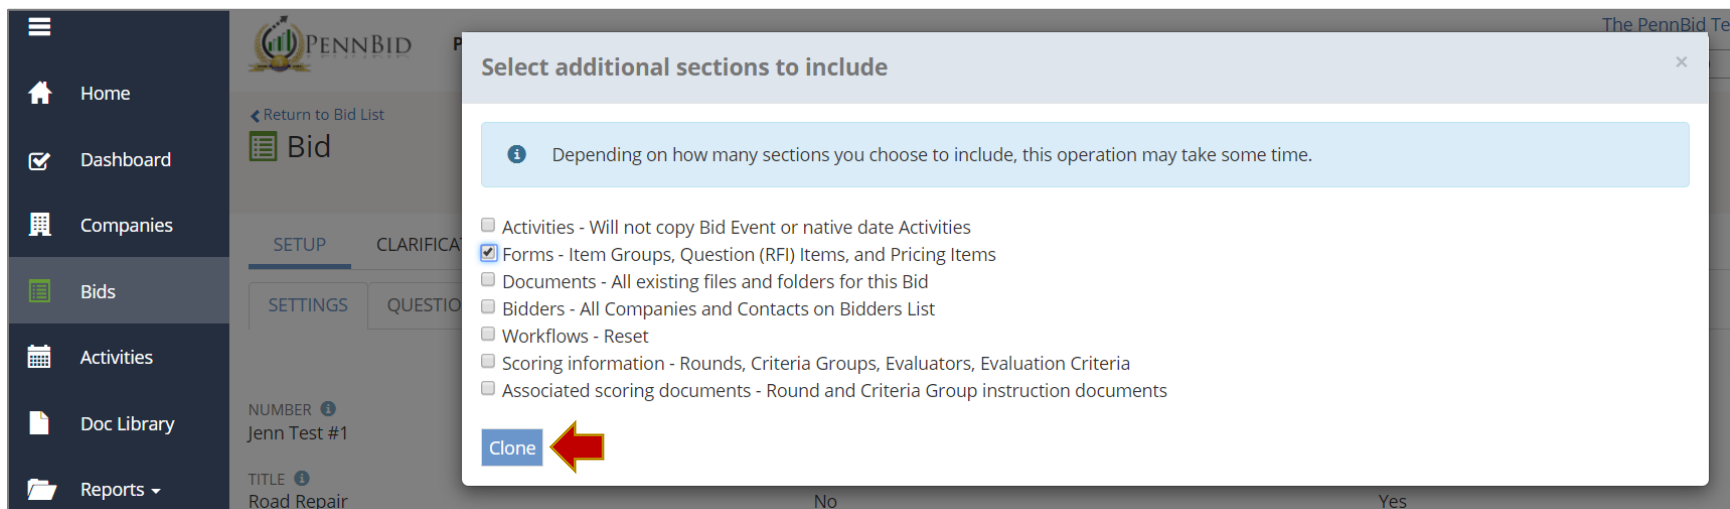 The PennBid Te
PENNBID
P
Home
Dashboard
Companies
Bids
Activities
Doc Library
Reports
Return to Bid List
Bid
SETUP CLARIFICA
SETTINGS QUESTIO
NUMBER
Jenn Test #1
TITLE
Road Repair
No
Yes
Select additional sections to include
×
Depending on how many sections you choose to include, this operation may take some time.
Activities - Will not copy Bid Event or native date Activities
Forms - Item Groups, Question (RFI) Items, and Pricing Items
Documents - All existing files and folders for this Bid
Bidders - All Companies and Contacts on Bidders List
Workflows - Reset
Scoring information - Rounds, Criteria Groups, Evaluators, Evaluation Criteria
Associated scoring documents - Round and Criteria Group instruction documents
Clone